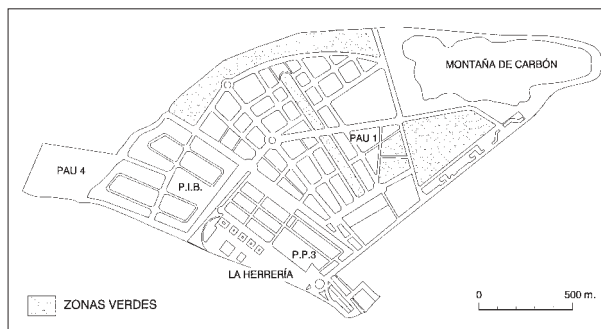 MONTAÑA DE CARBÓN
PAU 1
PAU 4
P.I.B.
P.P.3
LA HERRERÍA
ZONAS VERDES
0 500 m.